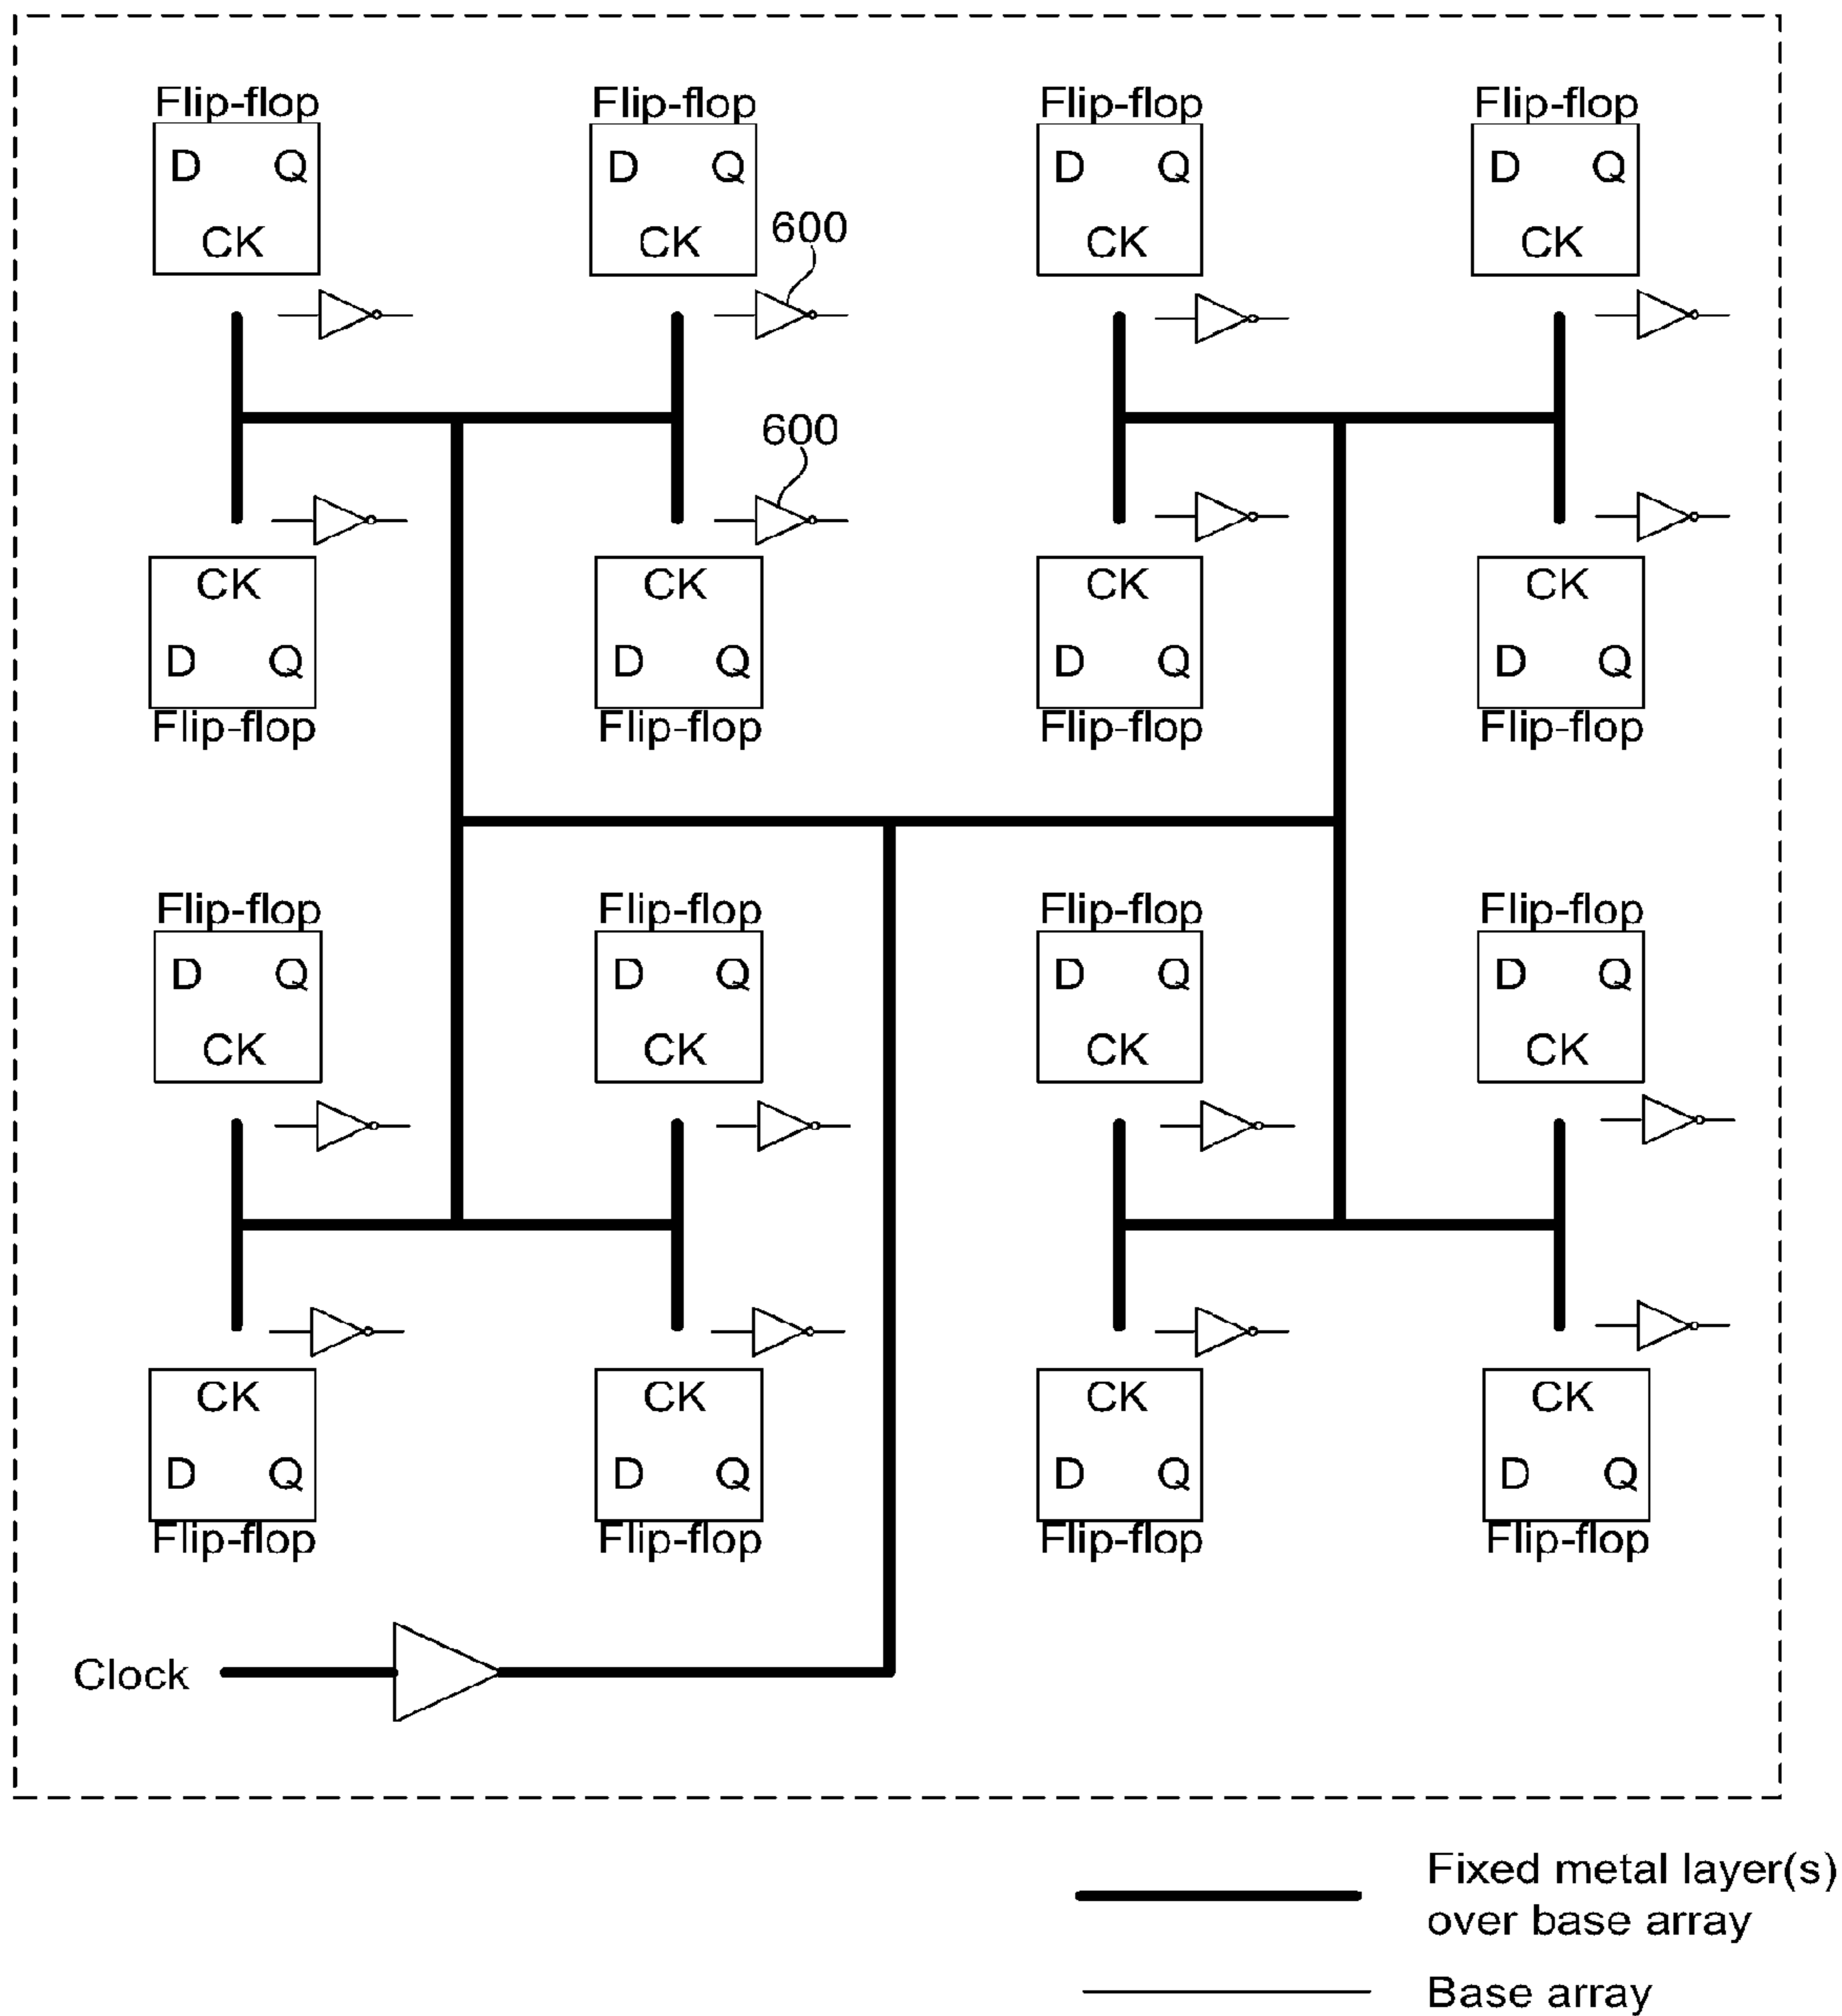 Flip-flop Flip-flop Flip-flop Flip-flop
D Q D Q D Q D Q
CK CK CK CK
600
600
CK CK CK CK
D Q D Q D Q D Q
Flip-flop Flip-flop Flip-flop Flip-flop
Flip-flop Flip-flop Flip-flop Flip-flop
D Q D Q D Q D Q
CK CK CK CK
CK CK CK CK
D Q D Q D Q D Q
Flip-flop Flip-flop Flip-flop Flip-flop
Clock
Fixed metal layer(s)
over base array
Base array